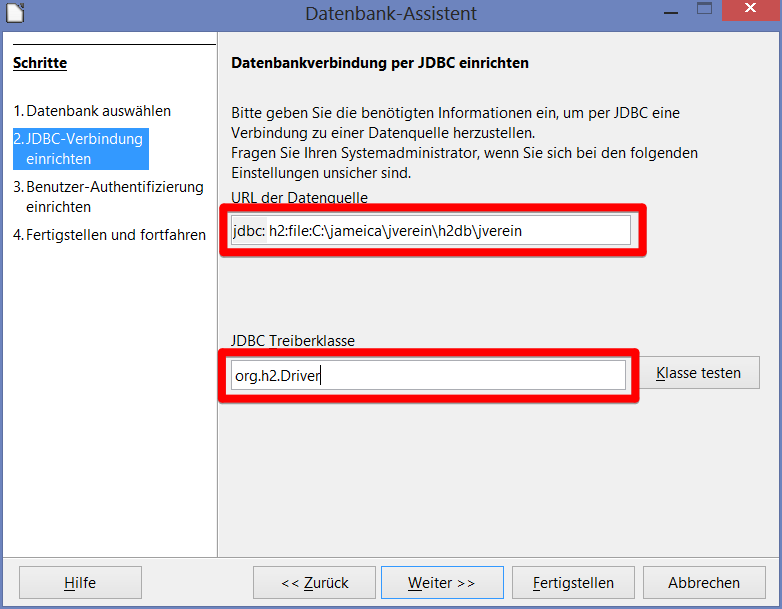 Datenbank-Assistent
Schritte
1. Datenbank auswählen
2. JDBC-Verbindung
einrichten
3. Benutzer-Authentifizierung
einrichten
4. Fertigstellen und fortfahren
Datenbankverbindung per JDBC einrichten
Bitte geben Sie die benötigten Informationen ein, um per JDBC eine
Verbindung zu einer Datenquelle herzustellen.
Fragen Sie Ihren Systemadministrator, wenn Sie sich bei den folgenden
Einstellungen unsicher sind.
URL der Datenquelle
jdbc: h2:file:C:\jameica\jverein\h2db\jverein
JDBC Treiberklasse
org.h2.Driver
Klasse testen
Hilfe
<< Zurück
Weiter >>
Fertigstellen
Abbrechen